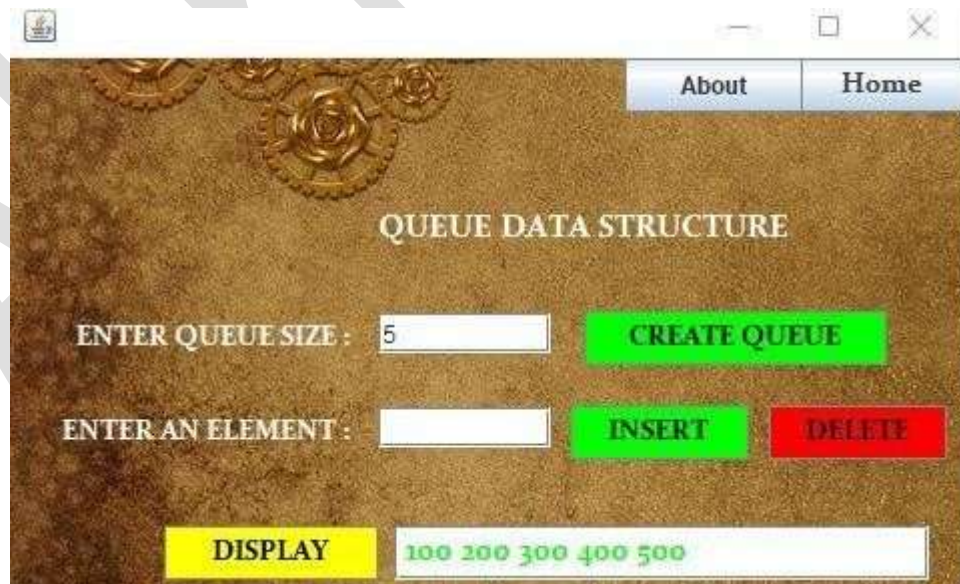 About Home
QUEUE DATA STRUCTURE
ENTER QUEUE SIZE : 5 CREATE QUEUE
ENTER AN ELEMENT : INSERT DELETE
DISPLAY 100 200 300 400 500